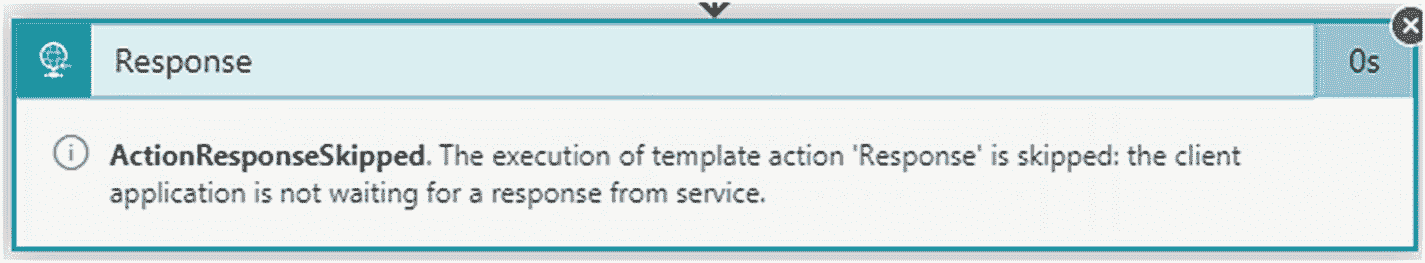 Response
0s
ActionResponseSkipped. The execution of template action 'Response' is skipped: the client
application is not waiting for a response from service.